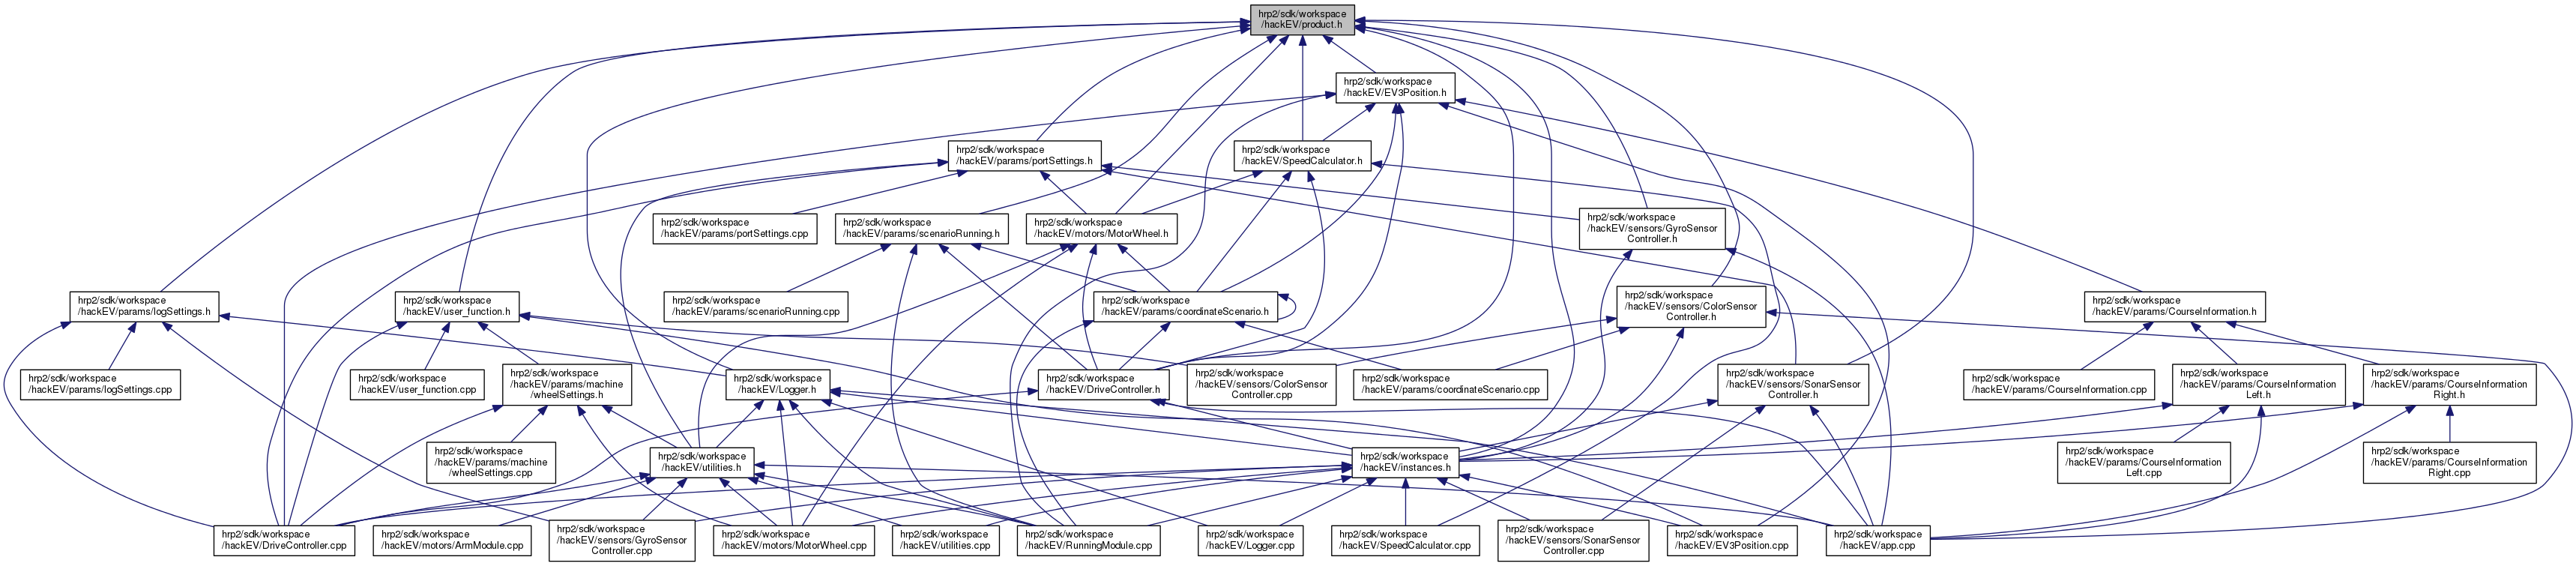 hrp2/sdk/workspace
/hackEV/product.h
hrp2/sdk/workspace
/hackEV/EV3Position.h
hrp2/sdk/workspace
/hackEV/params/portSettings.h
hrp2/sdk/workspace
/hackEV/SpeedCalculator.h
hrp2/sdk/workspace
/hackEV/params/portSettings.cpp
hrp2/sdk/workspace
/hackEV/params/scenarioRunning.h
hrp2/sdk/workspace
/hackEV/motors/MotorWheel.h
hrp2/sdk/workspace
/hackEV/sensors/GyroSensor
Controller.h
hrp2/sdk/workspace
/hackEV/params/logSettings.h
hrp2/sdk/workspace
/hackEV/user_function.h
hrp2/sdk/workspace
/hackEV/params/scenarioRunning.cpp
hrp2/sdk/workspace
/hackEV/params/coordinateScenario.h
hrp2/sdk/workspace
/hackEV/sensors/ColorSensor
Controller.h
hrp2/sdk/workspace
/hackEV/params/CourseInformation.h
hrp2/sdk/workspace
/hackEV/params/logSettings.cpp
hrp2/sdk/workspace
/hackEV/user_function.cpp
hrp2/sdk/workspace
/hackEV/params/machine
/wheelSettings.h
hrp2/sdk/workspace
/hackEV/Logger.h
hrp2/sdk/workspace
/hackEV/DriveController.h
hrp2/sdk/workspace
/hackEV/sensors/ColorSensor
Controller.cpp
hrp2/sdk/workspace
/hackEV/params/coordinateScenario.cpp
hrp2/sdk/workspace
/hackEV/sensors/SonarSensor
Controller.h
hrp2/sdk/workspace
/hackEV/params/CourseInformation.cpp
hrp2/sdk/workspace
/hackEV/params/CourseInformation
Left.h
hrp2/sdk/workspace
/hackEV/params/CourseInformation
Right.h
hrp2/sdk/workspace
/hackEV/params/machine
/wheelSettings.cpp
hrp2/sdk/workspace
/hackEV/utilities.h
hrp2/sdk/workspace
/hackEV/instances.h
hrp2/sdk/workspace
/hackEV/params/CourseInformation
Left.cpp
hrp2/sdk/workspace
/hackEV/params/CourseInformation
Right.cpp
hrp2/sdk/workspace
/hackEV/DriveController.cpp
hrp2/sdk/workspace
/hackEV/motors/ArmModule.cpp
hrp2/sdk/workspace
/hackEV/sensors/GyroSensor
Controller.cpp
hrp2/sdk/workspace
/hackEV/motors/MotorWheel.cpp
hrp2/sdk/workspace
/hackEV/utilities.cpp
hrp2/sdk/workspace
/hackEV/RunningModule.cpp
hrp2/sdk/workspace
/hackEV/Logger.cpp
hrp2/sdk/workspace
/hackEV/SpeedCalculator.cpp
hrp2/sdk/workspace
/hackEV/sensors/SonarSensor
Controller.cpp
hrp2/sdk/workspace
/hackEV/EV3Position.cpp
hrp2/sdk/workspace
/hackEV/app.cpp